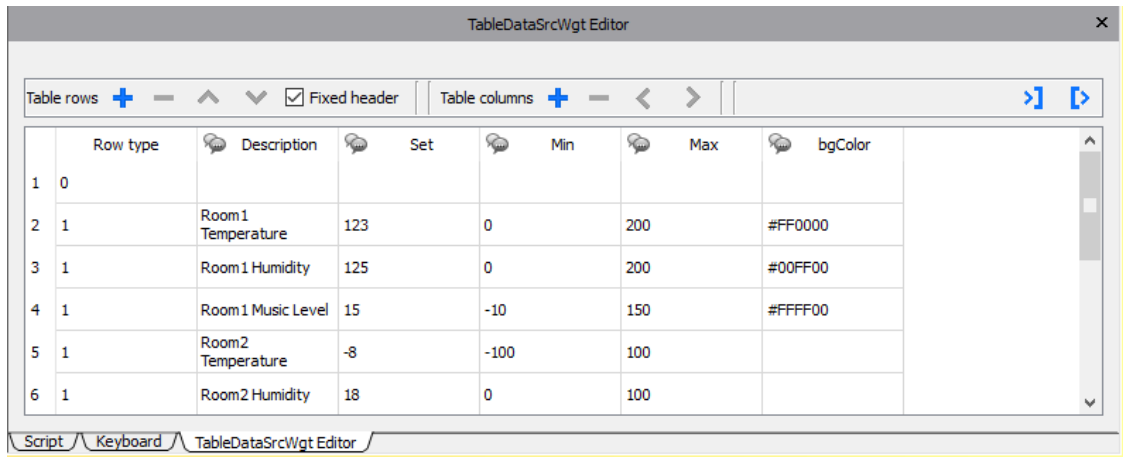 TableDataSrcWgt Editor
Table rows Fixed header Table columns
Row type Description Set Min Max bgColor
1 0
2 1 Room1 Temperature 123 0 200 #FF0000
3 1 Room1 Humidity 125 0 200 #00FF00
4 1 Room1 Music Level 15 -10 150 #FFFF00
5 1 Room2 Temperature -8 -100 100
6 1 Room2 Humidity 18 0 100
Script Keyboard TableDataSrcWgt Editor